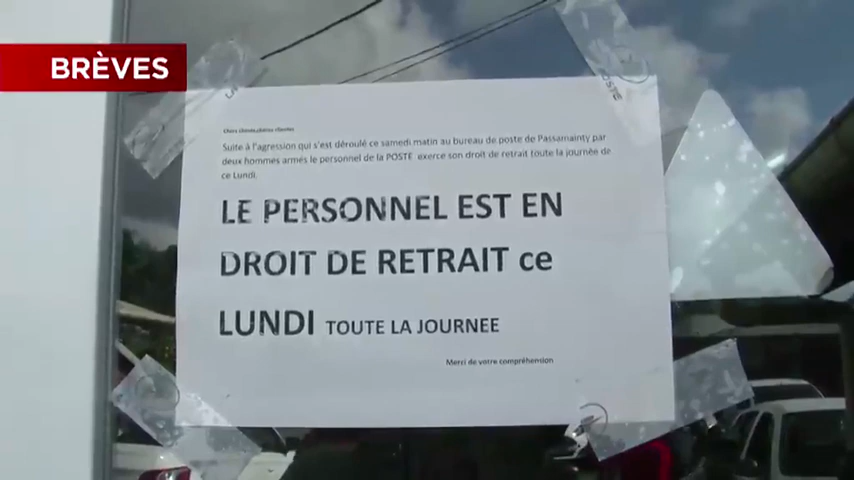 BRÈVES
LA POSTE
Chers clients, chères clientes
Suite à l'agression qui s'est déroulé ce samedi matin au bureau de poste de Passamainty par
deux hommes armés le personnel de la POSTE exerce son droit de retrait toute la journée de
ce Lundi.
LE PERSONNEL EST EN
DROIT DE RETRAIT ce
LUNDI TOUTE LA JOURNEE
Merci de votre compréhension